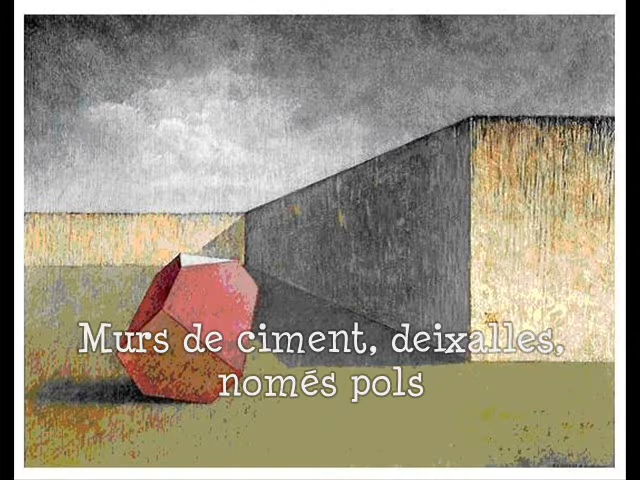 Murs de ciment, deixalles,
només pols